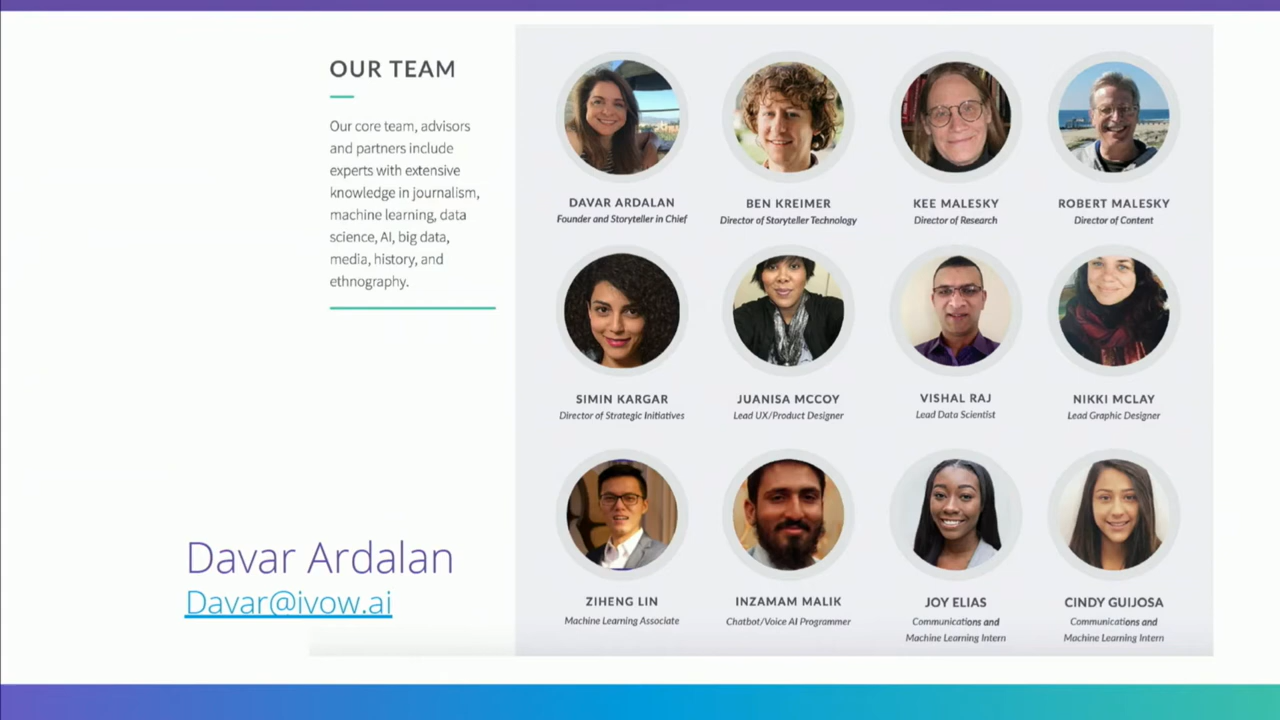 OUR TEAM
Our core team, advisors
and partners include
experts with extensive
knowledge in journalism,
machine learning, data
science, AI, big data,
media, history, and
ethnography.
DAVAR ARDALAN
Founder and Storyteller in Chief
BEN KREIMER
Director of Storyteller Technology
KEE MALESKY
Director of Research
ROBERT MALESKY
Director of Content
SIMIN KARGAR
Director of Strategic Initiatives
JUANISA MCCOY
Lead UX/Product Designer
VISHAL RAJ
Lead Data Scientist
NIKKI MCLAY
Lead Graphic Designer
ZIHENG LIN
Machine Learning Associate
INZAMAM MALIK
Chatbot/Voice AI Programmer
JOY ELIAS
Communications and
Machine Learning Intern
CINDY GUIJOSA
Communications and
Machine Learning Intern
Davar Ardalan
Davar@ivow.ai